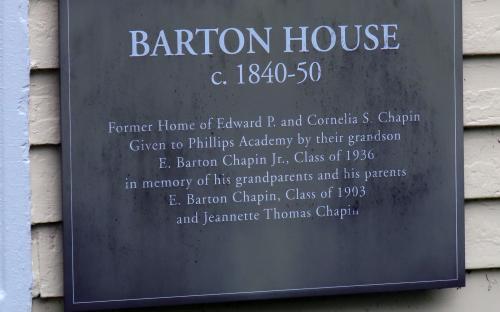 BARTON HOUSE
c. 1840-50
Former Home of Edward P. and Cornelia S. Chapin
Given to Phillips Academy by their grandson
E. Barton Chapin Jr., Class of 1936
in memory of his grandparents and his parents
E. Barton Chapin, Class of 1903
and Jeannette Thomas Chapin